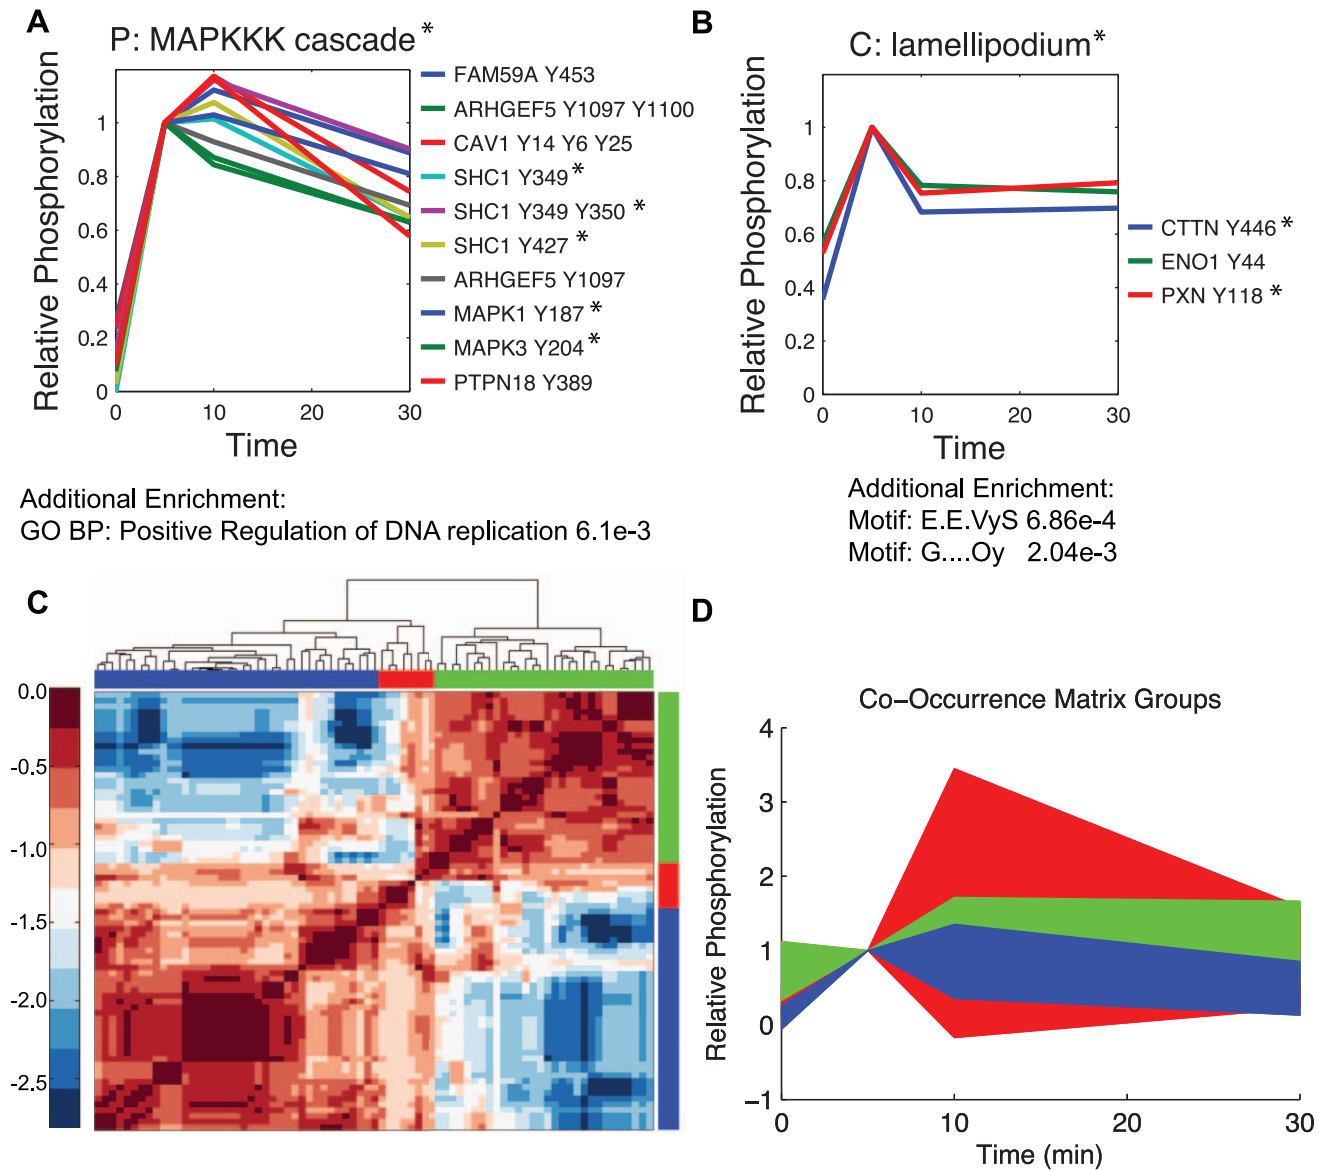 A
P: MAPKKK cascade*
Relative Phosphorylation
1
0.8
0.6
0.4
0.2
0
0 10 20 30
Time
FAM59A Y453
ARHGEF5 Y1097 Y1100
CAV1 Y14 Y6 Y25
SHC1 Y349*
SHC1 Y349 Y350*
SHC1 Y427*
ARHGEF5 Y1097
MAPK1 Y187*
MAPK3 Y204*
PTPN18 Y389
Additional Enrichment:
GO BP: Positive Regulation of DNA replication 6.1e-3
B
C: lamellipodium*
Relative Phosphorylation
1
0.8
0.6
0.4
0.2
0
0 10 20 30
Time
CTTN Y446*
ENO1 Y44
PXN Y118*
Additional Enrichment:
Motif: E.E.VyS 6.86e-4
Motif: G....Oy 2.04e-3
C
0.0
-0.5
-1.0
-1.5
-2.0
-2.5
D
Co-Occurrence Matrix Groups
Relative Phosphorylation
4
3
2
1
0
-1
0 10 20 30
Time (min)